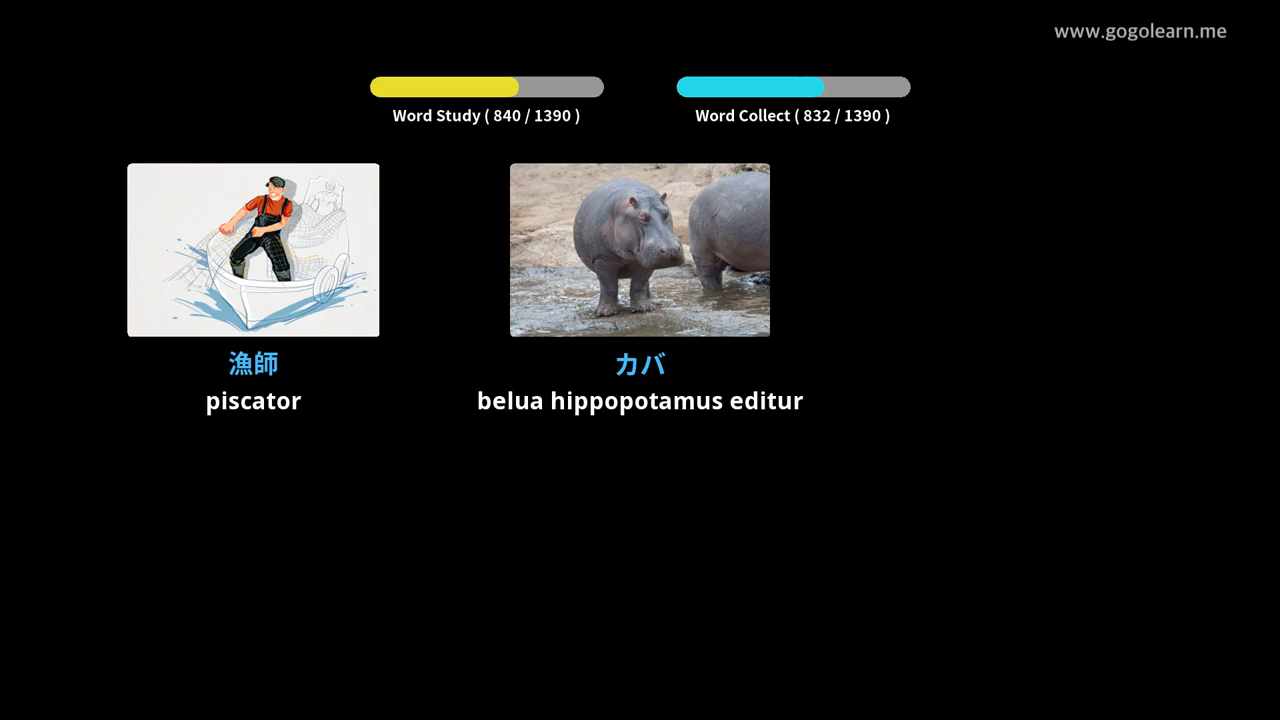 www.gogolearn.me
Word Study ( 840 / 1390 )
Word Collect ( 832 / 1390 )
漁師
piscator
カバ
belua hippopotamus editur